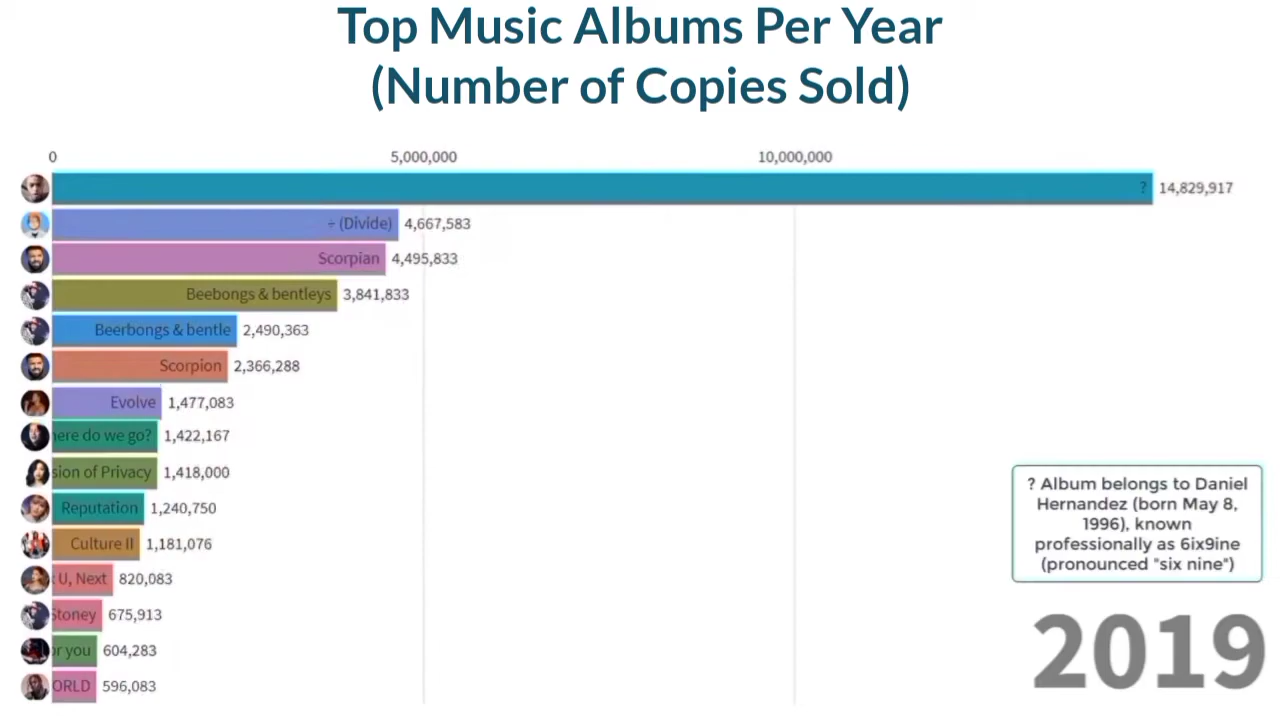 Top Music Albums Per Year
(Number of Copies Sold)
0 5,000,000 10,000,000
? 14,829,917
÷ (Divide) 4,667,583
Scorpian 4,495,833
Beebongs & bentleys 3,841,833
Beerbongs & bentle 2,490,363
Scorpion 2,366,288
Evolve 1,477,083
ere do we go? 1,422,167
sion of Privacy 1,418,000
Reputation 1,240,750
Culture II 1,181,076
U, Next 820,083
Stoney 675,913
or you 604,283
ORLD 596,083
? Album belongs to Daniel
Hernandez (born May 8,
1996), known
professionally as 6ix9ine
(pronounced "six nine")
2019